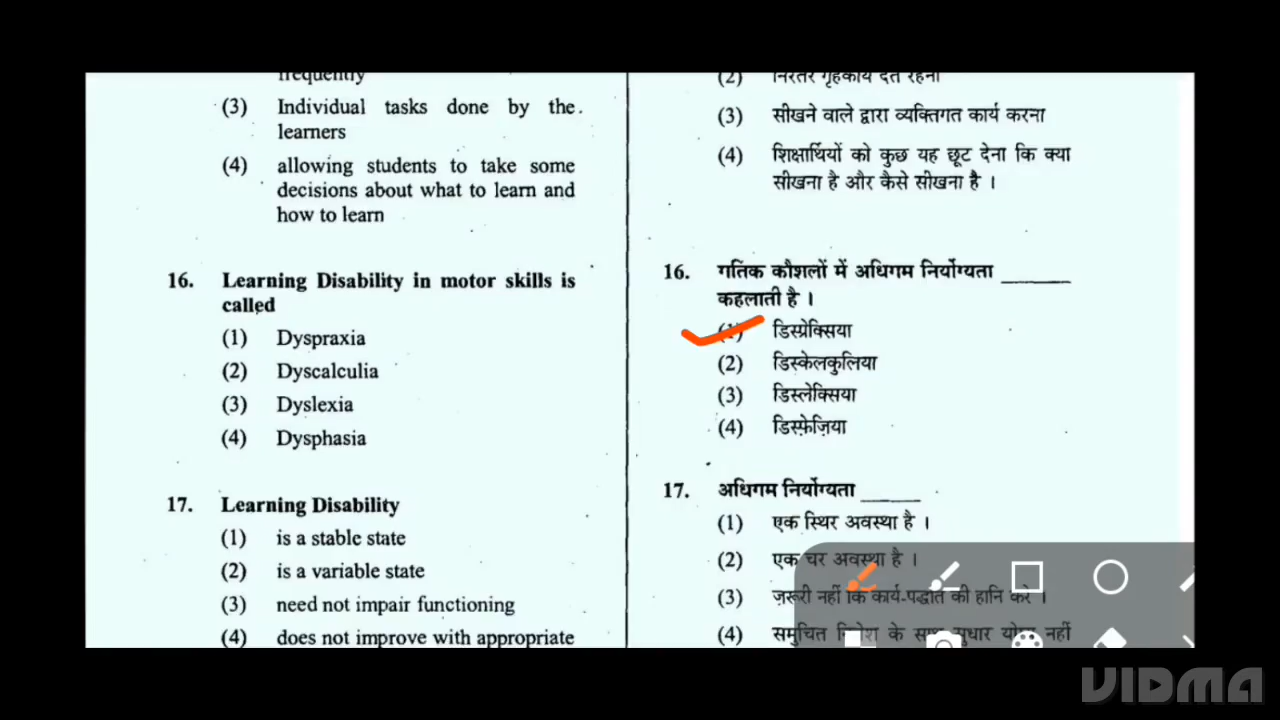 frequently
(3) Individual tasks done by the
learners
(4) allowing students to take some
decisions about what to learn and
how to learn
16. Learning Disability in motor skills is
called
(1) Dyspraxia
(2) Dyscalculia
(3) Dyslexia
(4) Dysphasia
17. Learning Disability
(1) is a stable state
(2) is a variable state
(3) need not impair functioning
(4) does not improve with appropriate
(2) निरंतर गृहकार्य देते रहना
(3) सीखने वाले द्वारा व्यक्तिगत कार्य करना
(4) शिक्षार्थियों को कुछ यह छूट देना कि क्या
सीखना है और कैसे सीखना है ।
16. गतिक कौशलों में अधिगम निर्योग्यता ______
कहलाती है ।
(1) डिस्प्रेक्सिया
(2) डिस्केलकुलिया
(3) डिस्लेक्सिया
(4) डिस्फ़ेज़िया
17. अधिगम निर्योग्यता ______
(1) एक स्थिर अवस्था है ।
(2) एक चर अवस्था है ।
(3) ज़रूरी नहीं कि कार्य-पद्धति की हानि करे ।
(4) समुचित निवेश के साथ सुधार योग्य नहीं
VIDMA